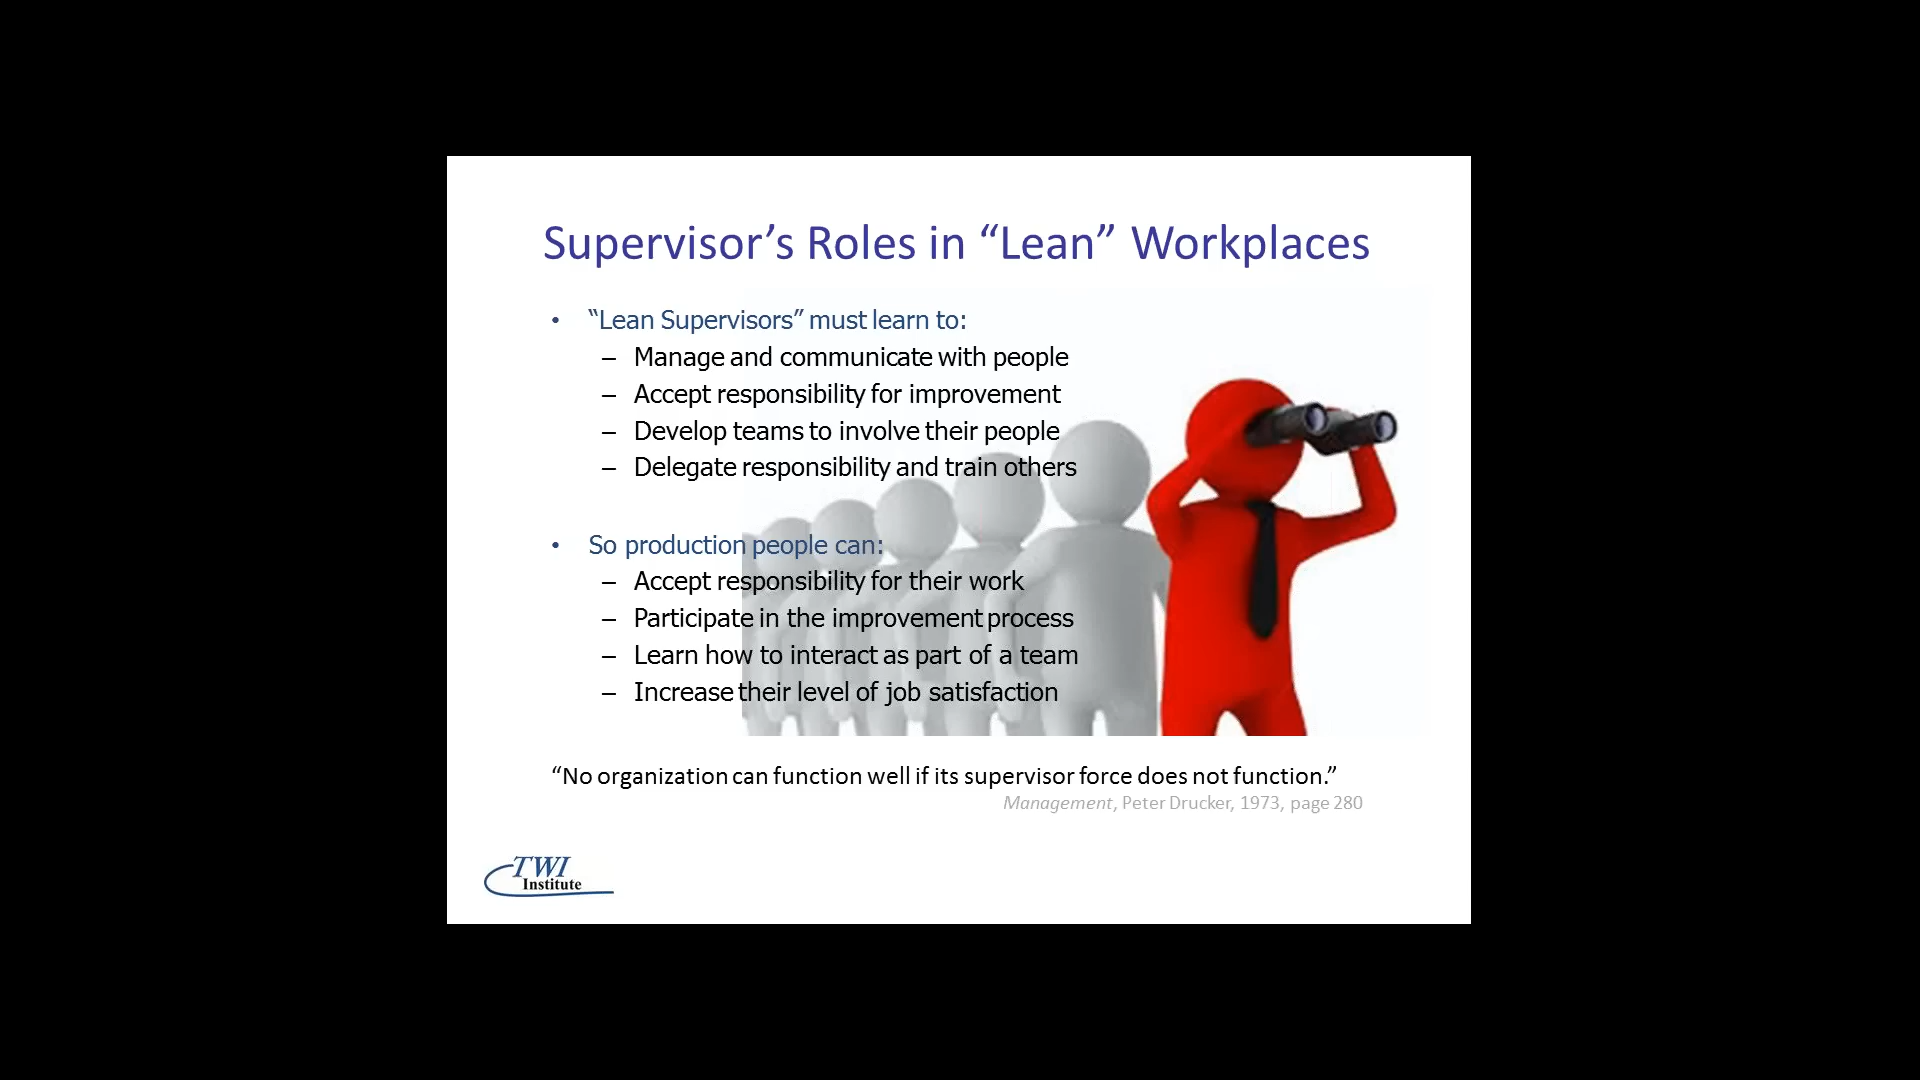 Supervisor’s Roles in “Lean” Workplaces
• “Lean Supervisors” must learn to:
– Manage and communicate with people
– Accept responsibility for improvement
– Develop teams to involve their people
– Delegate responsibility and train others
• So production people can:
– Accept responsibility for their work
– Participate in the improvement process
– Learn how to interact as part of a team
– Increase their level of job satisfaction
“No organization can function well if its supervisor force does not function.”
Management, Peter Drucker, 1973, page 280
TWI
Institute